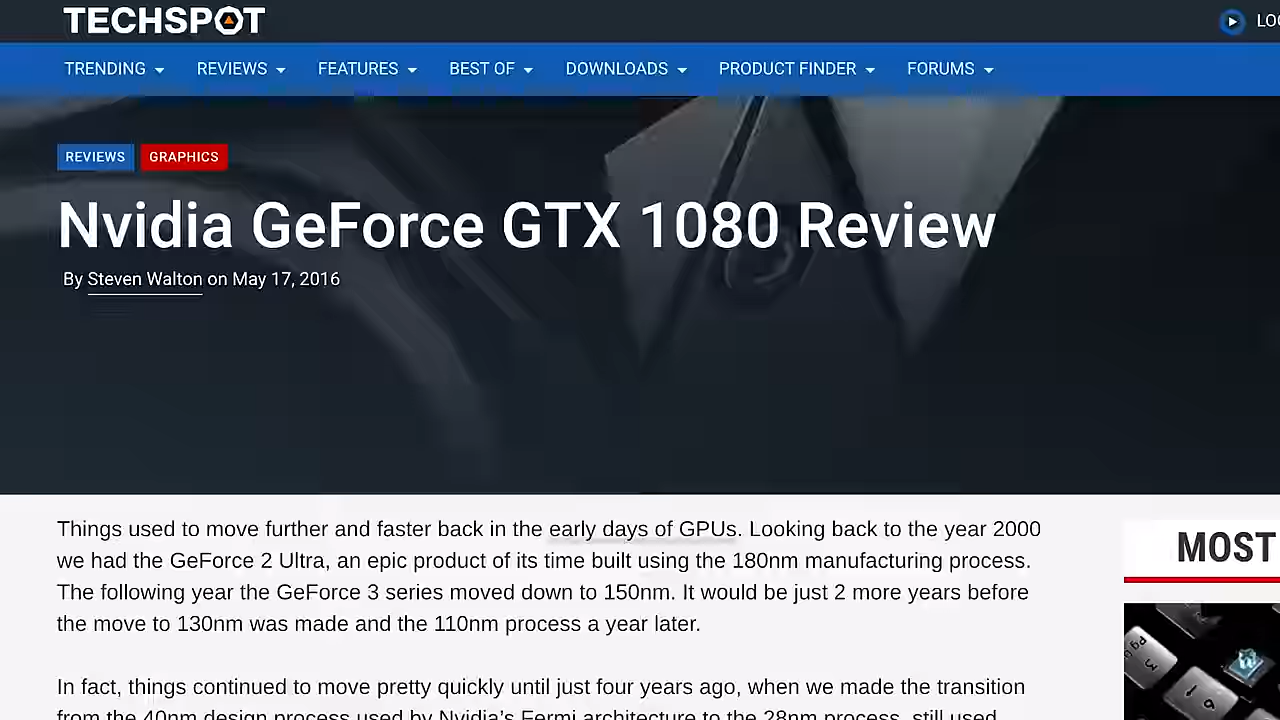 TECHSPOT
LO
TRENDING REVIEWS FEATURES BEST OF DOWNLOADS PRODUCT FINDER FORUMS
REVIEWS GRAPHICS
Nvidia GeForce GTX 1080 Review
By Steven Walton on May 17, 2016
Things used to move further and faster back in the early days of GPUs. Looking back to the year 2000
we had the GeForce 2 Ultra, an epic product of its time built using the 180nm manufacturing process.
The following year the GeForce 3 series moved down to 150nm. It would be just 2 more years before
the move to 130nm was made and the 110nm process a year later.
In fact, things continued to move pretty quickly until just four years ago, when we made the transition
from the 40nm design process used by Nvidia's Fermi architecture to the 28nm process, still used
MOST
Pg
3
9